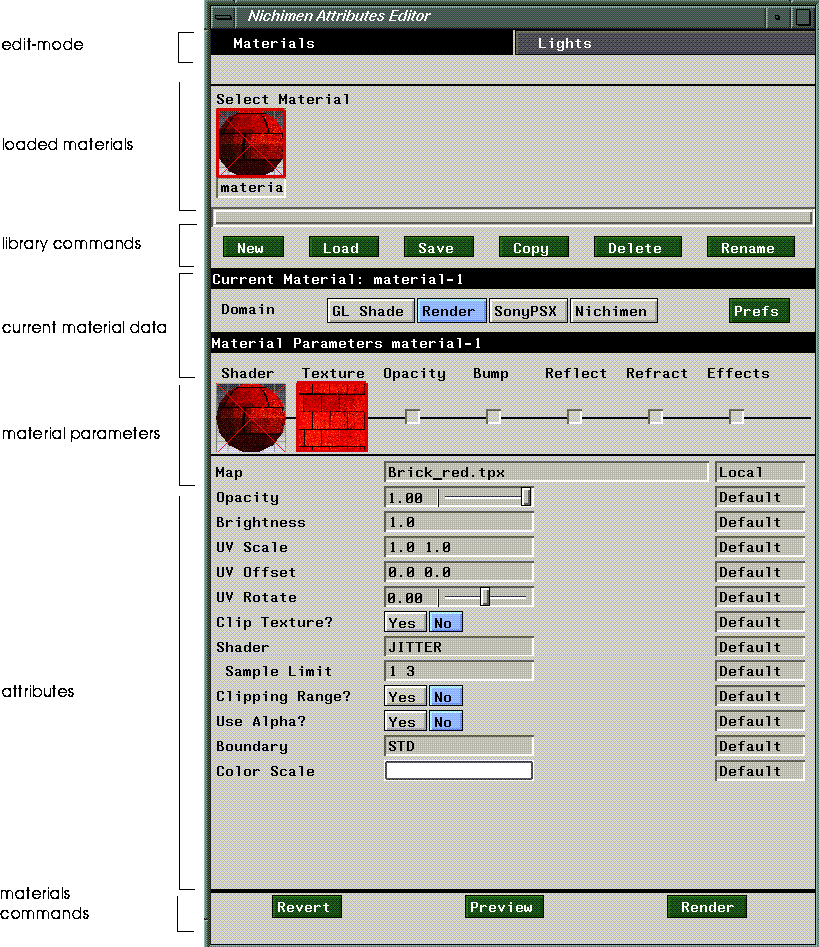 Nichimen Attributes Editor
edit-mode
Materials Lights
Select Material
loaded materials
materia
library commands
New Load Save Copy Delete Rename
Current Material: material-1
Domain GL Shade Render SonyPSX Nichimen Prefs
current material data
Material Parameters material-1
Shader Texture Opacity Bump Reflect Refract Effects
material parameters
Map Brick_red.tpx Local
Opacity 1.00 Default
Brightness 1.0 Default
UV Scale 1.0 1.0 Default
UV Offset 0.0 0.0 Default
UV Rotate 0.00 Default
Clip Texture? Yes No Default
Shader JITTER Default
Sample Limit 1 3 Default
attributes
Clipping Range? Yes No Default
Use Alpha? Yes No Default
Boundary STD Default
Color Scale Default
materials
commands
Revert Preview Render